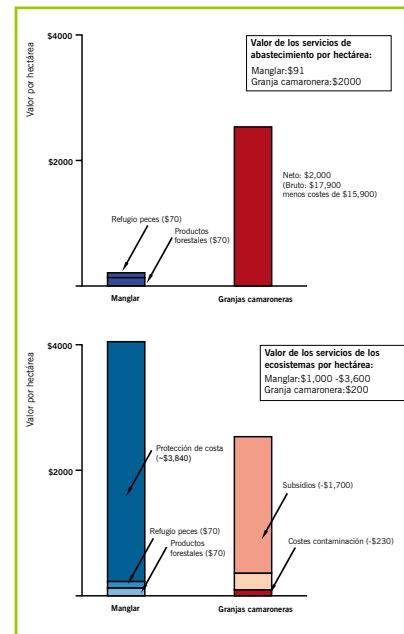 $4000
Valor por hectárea
Valor de los servicios de
abastecimiento por hectárea:
Manglar:$91
Granja camaronera:$2000
$2000
Neto: $2,000
(Bruto: $17,900
menos costes de $15,900)
Refugio peces ($70)
Productos
forestales ($70)
Manglar
Granjas camaroneras
$4000
Valor por hectárea
Valor de los servicios de los
ecosistemas por hectárea:
Manglar:$1,000 -$3,600
Granja camaronera:$200
Protección de costa
(~$3,840)
$2000
Subsidios (-$1,700)
Refugio peces ($70)
Productos
forestales ($70)
Costes contaminación (-$230)
Manglar
Granjas camaroneras